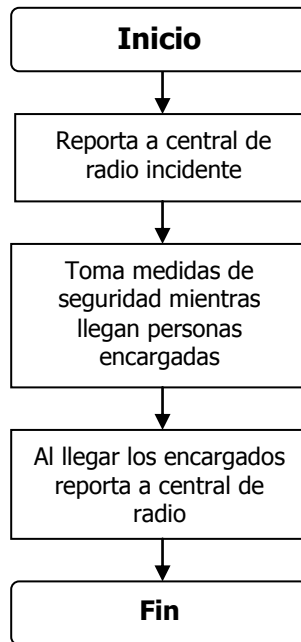 Inicio
Reporta a central de
radio incidente
Toma medidas de
seguridad mientras
llegan personas
encargadas
Al llegar los encargados
reporta a central de
radio
Fin